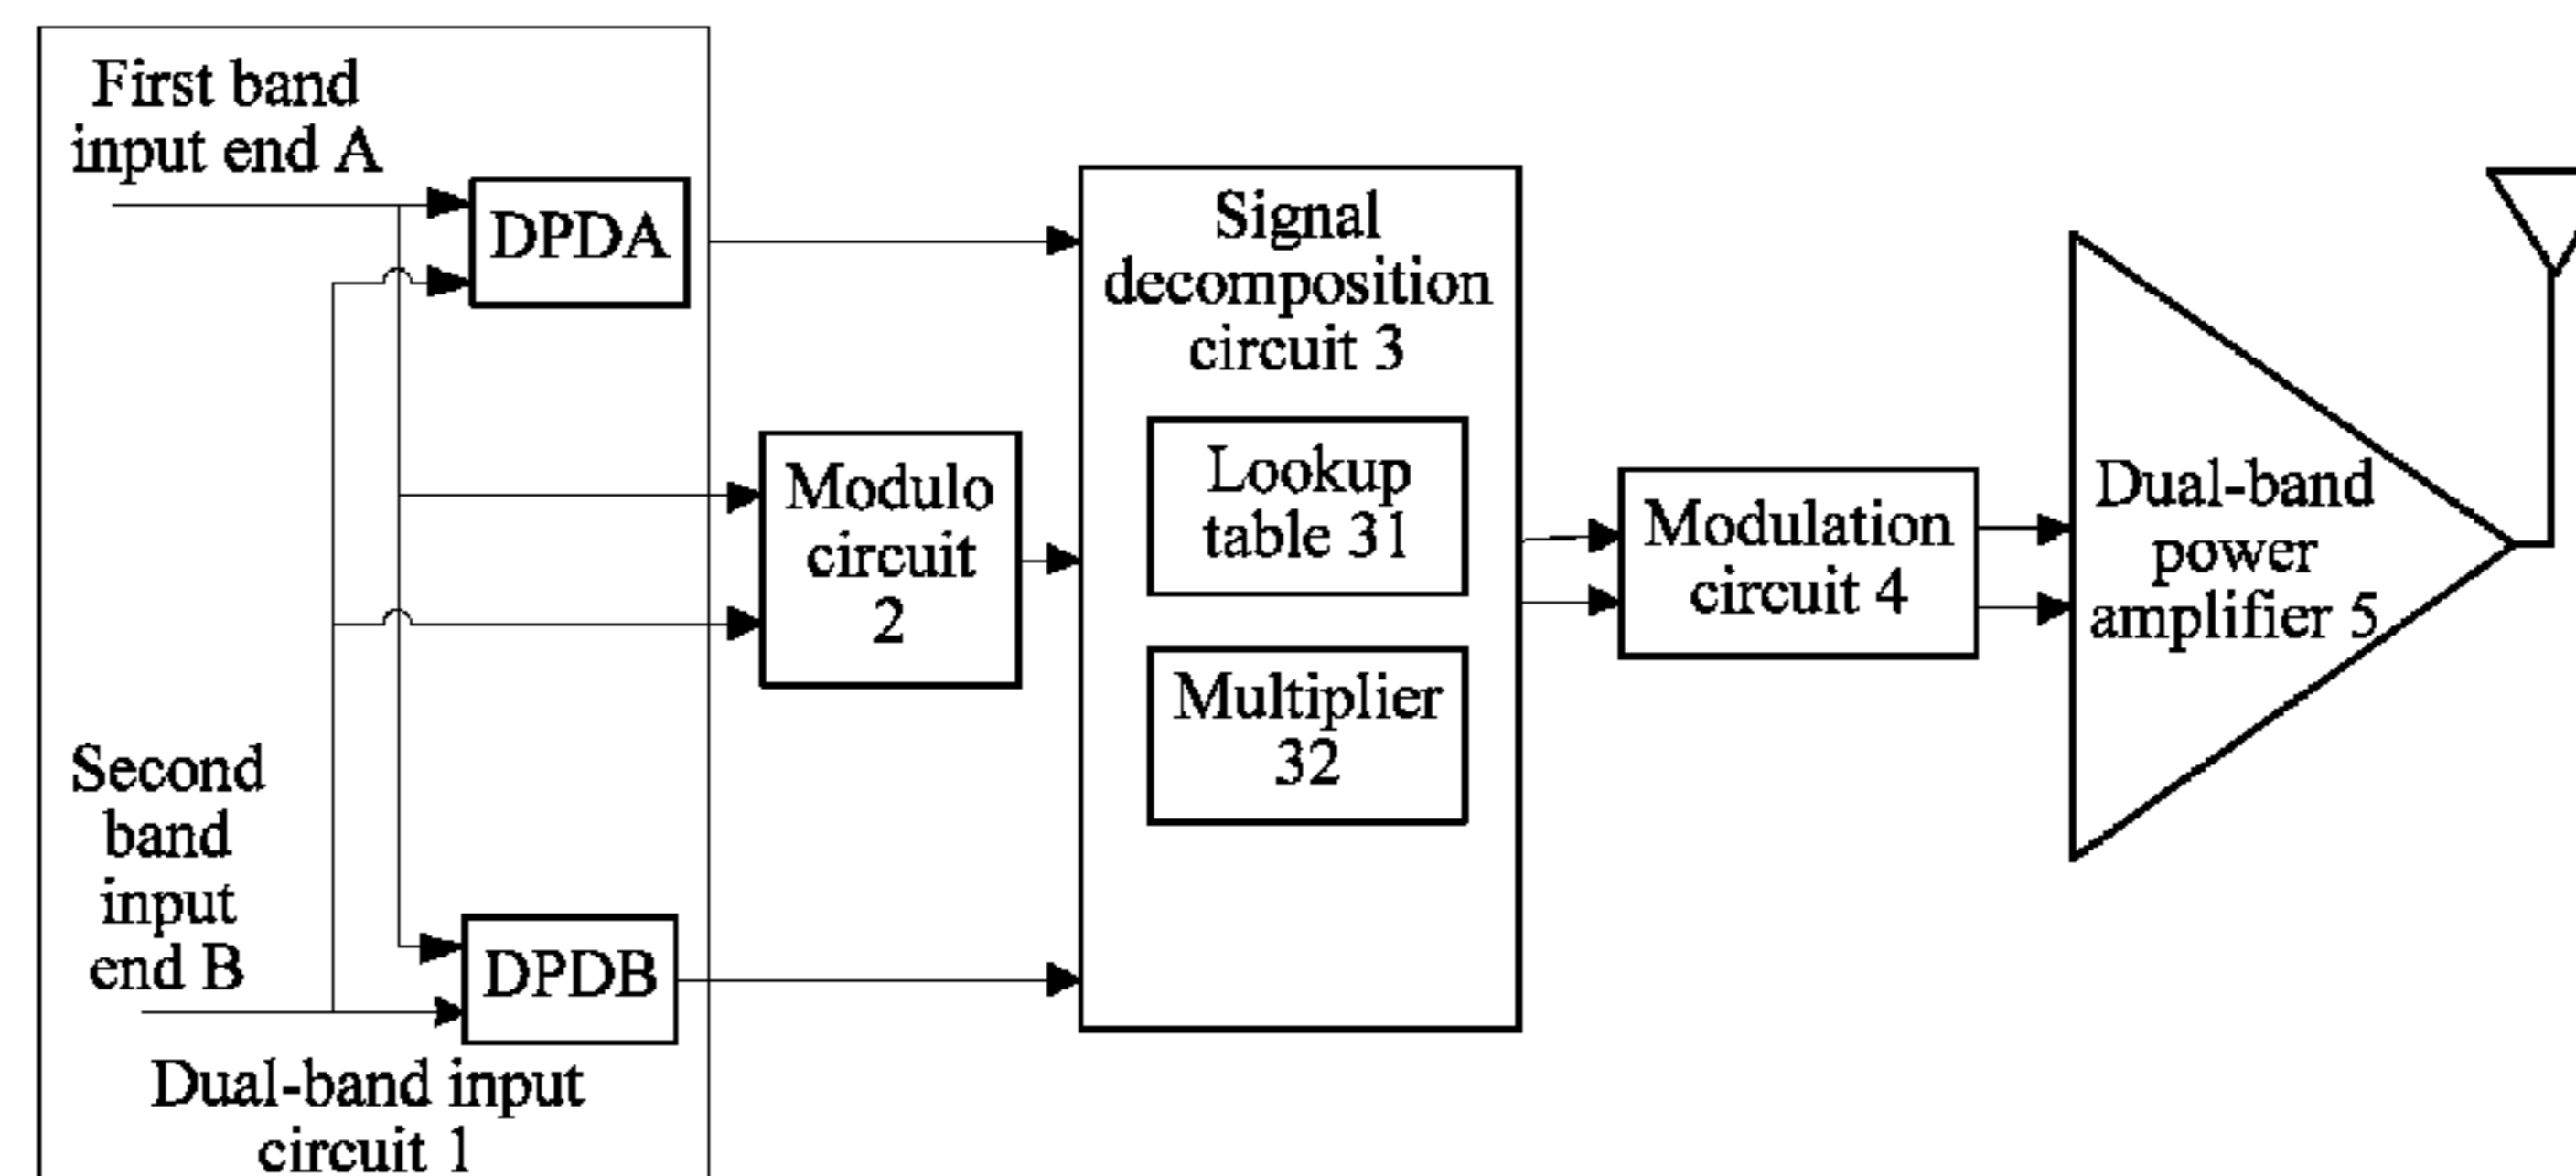 First band
input end A
DPDA
Signal
decomposition
circuit 3
Lookup
table 31
Multiplier
32
Modulo
circuit
2
Modulation
circuit 4
Dual-band
power
amplifier 5
Second
band
input
end B
DPDB
Dual-band input
circuit 1